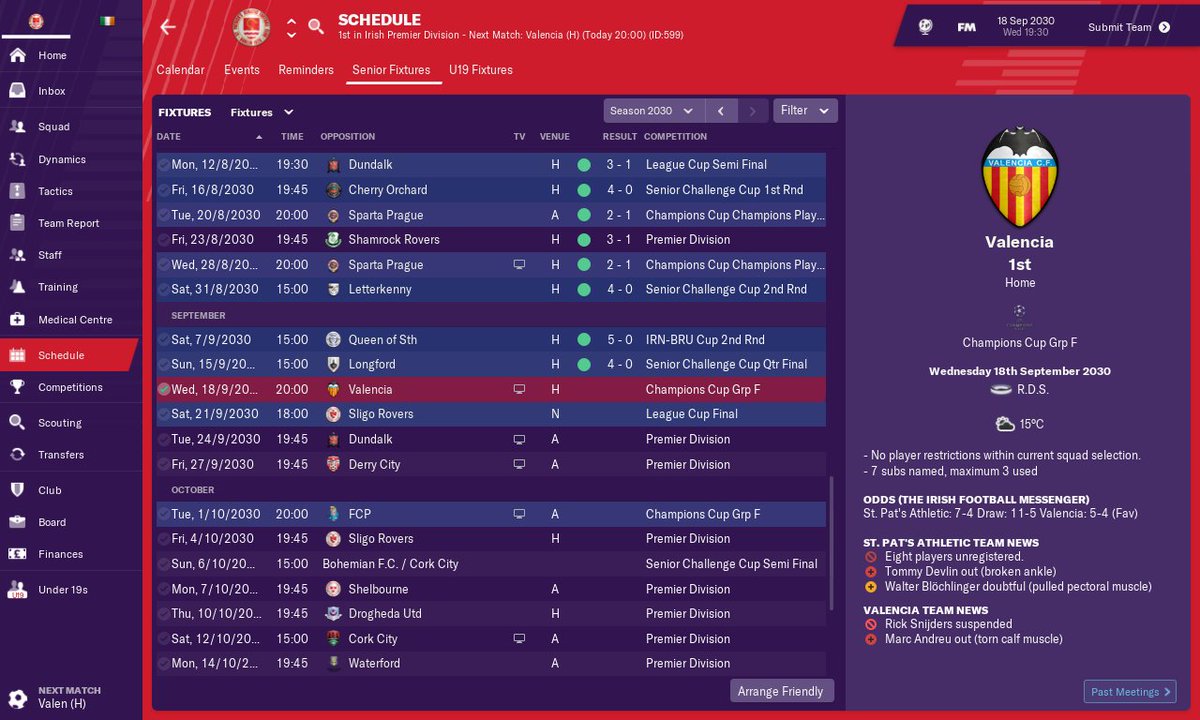 SCHEDULE
1st in Irish Premier Division - Next Match: Valencia (H) (Today 20:00) (ID:599)
FM
18 Sep 2030
Wed 19:30
Submit Team
Home
Inbox
Squad
Dynamics
Tactics
Team Report
Staff
Training
Medical Centre
Schedule
Competitions
Scouting
Transfers
Club
Board
Finances
U19
Under 19s
NEXT MATCH
Valen (H)
Calendar Events Reminders Senior Fixtures U19 Fixtures
FIXTURES Fixtures Season 2030 Filter
DATE TIME OPPOSITION TV VENUE RESULT COMPETITION
Mon, 12/8/20... 19:30 Dundalk H 3 - 1 League Cup Semi Final
Fri, 16/8/2030 19:45 Cherry Orchard H 4 - 0 Senior Challenge Cup 1st Rnd
Tue, 20/8/2030 20:00 Sparta Prague A 2 - 1 Champions Cup Champions Play...
Fri, 23/8/2030 19:45 Shamrock Rovers H 3 - 1 Premier Division
Wed, 28/8/20... 20:00 Sparta Prague H 2 - 1 Champions Cup Champions Play...
Sat, 31/8/2030 15:00 Letterkenny H 4 - 0 Senior Challenge Cup 2nd Rnd
SEPTEMBER
Sat, 7/9/2030 15:00 Queen of Sth H 5 - 0 IRN-BRU Cup 2nd Rnd
Sun, 15/9/20... 15:00 Longford H 4 - 0 Senior Challenge Cup Qtr Final
Wed, 18/9/20... 20:00 Valencia H Champions Cup Grp F
Sat, 21/9/2030 18:00 Sligo Rovers N League Cup Final
Tue, 24/9/2030 19:45 Dundalk A Premier Division
Fri, 27/9/2030 19:45 Derry City A Premier Division
OCTOBER
Tue, 1/10/2030 20:00 FCP A Champions Cup Grp F
Fri, 4/10/2030 19:45 Sligo Rovers H Premier Division
Sun, 6/10/20... 15:00 Bohemian F.C. / Cork City Senior Challenge Cup Semi Final
Mon, 7/10/20... 19:45 Shelbourne A Premier Division
Thu, 10/10/20... 19:45 Drogheda Utd H Premier Division
Sat, 12/10/20... 15:00 Cork City A Premier Division
Mon, 14/10/2... 19:45 Waterford A Premier Division
Arrange Friendly
VALENCIA C.F.
Valencia
1st
Home
Champions Cup Grp F
Wednesday 18th September 2030
R.D.S.
15°C
- No player restrictions within current squad selection.
- 7 subs named, maximum 3 used
ODDS (THE IRISH FOOTBALL MESSENGER)
St. Pat's Athletic: 7-4 Draw: 11-5 Valencia: 5-4 (Fav)
ST. PAT'S ATHLETIC TEAM NEWS
Eight players unregistered.
Tommy Devlin out (broken ankle)
Walter Blöchlinger doubtful (pulled pectoral muscle)
VALENCIA TEAM NEWS
Rick Snijders suspended
Marc Andreu out (torn calf muscle)
Past Meetings